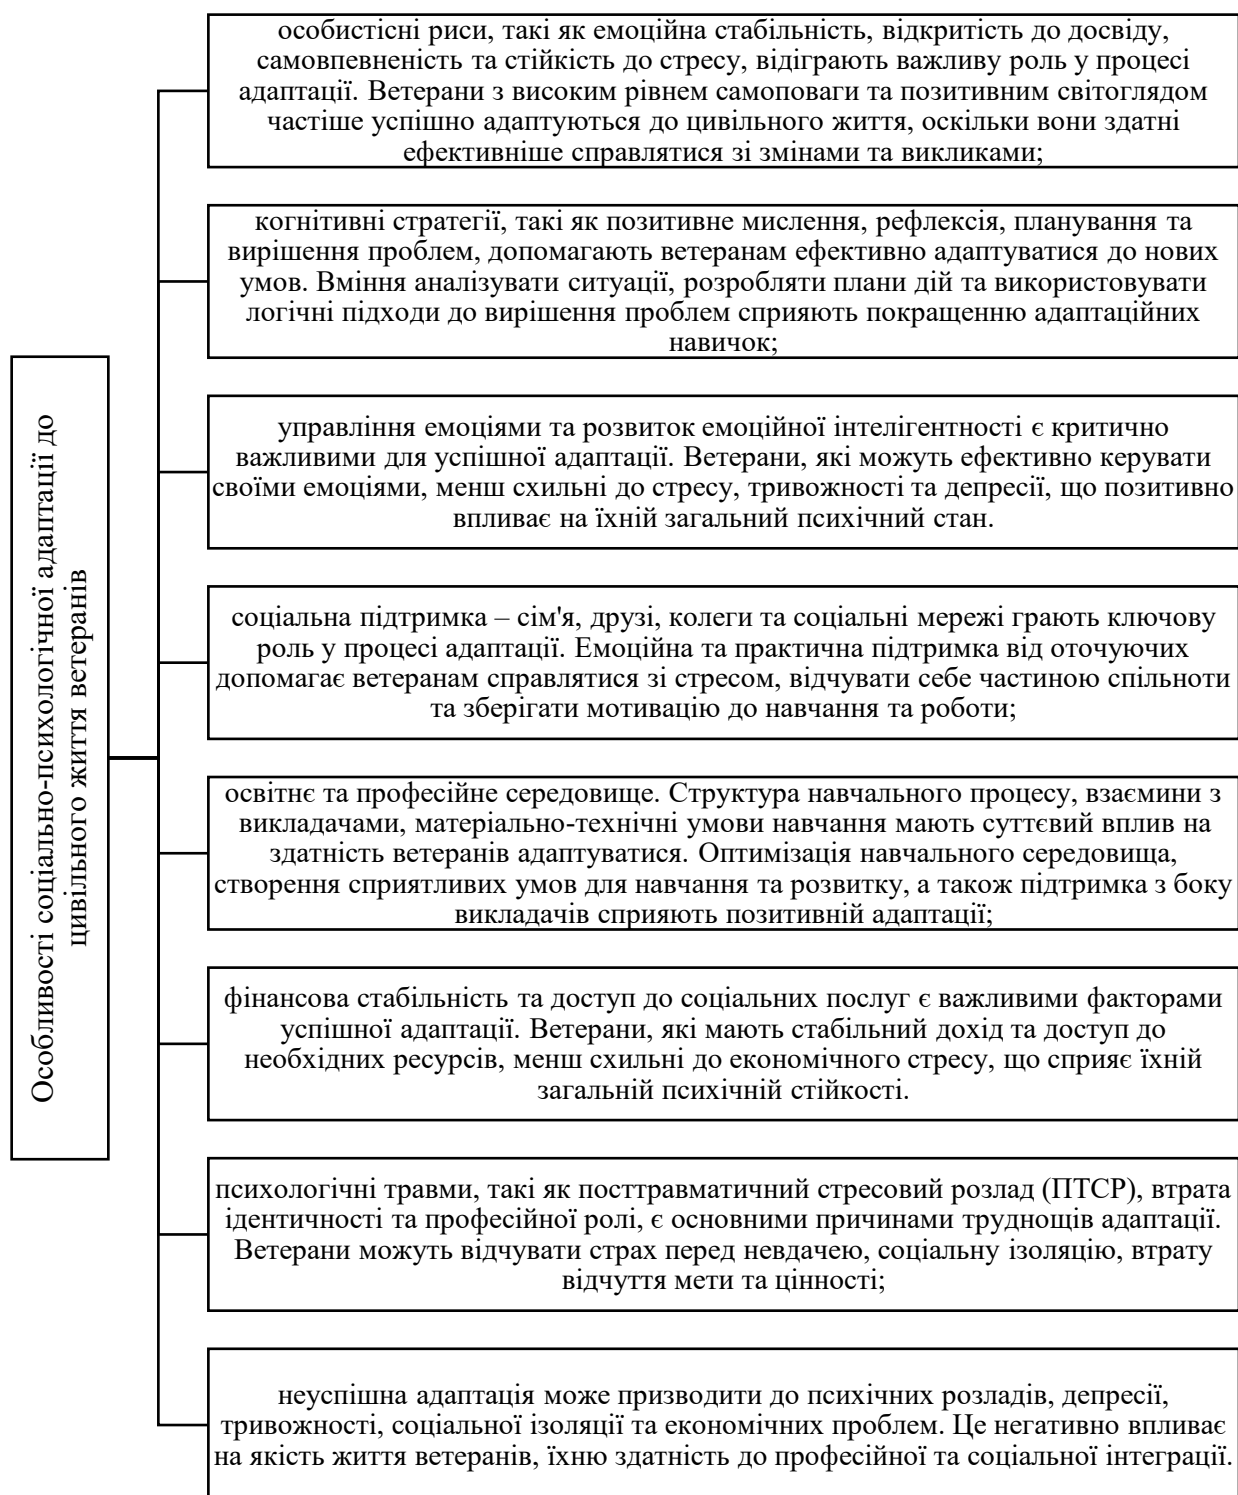 Особливості соціально-психологічної адаптації до
цивільного життя ветеранів
особистісні риси, такі як емоційна стабільність, відкритість до досвіду,
самовпевненість та стійкість до стресу, відіграють важливу роль у процесі
адаптації. Ветерани з високим рівнем самоповаги та позитивним світоглядом
частіше успішно адаптуються до цивільного життя, оскільки вони здатні
ефективніше справлятися зі змінами та викликами;
когнітивні стратегії, такі як позитивне мислення, рефлексія, планування та
вирішення проблем, допомагають ветеранам ефективно адаптуватися до нових
умов. Вміння аналізувати ситуації, розробляти плани дій та використовувати
логічні підходи до вирішення проблем сприяють покращенню адаптаційних
навичок;
управління емоціями та розвиток емоційної інтелігентності є критично
важливими для успішної адаптації. Ветерани, які можуть ефективно керувати
своїми емоціями, менш схильні до стресу, тривожності та депресії, що позитивно
впливає на їхній загальний психічний стан.
соціальна підтримка – сім'я, друзі, колеги та соціальні мережі грають ключову
роль у процесі адаптації. Емоційна та практична підтримка від оточуючих
допомагає ветеранам справлятися зі стресом, відчувати себе частиною спільноти
та зберігати мотивацію до навчання та роботи;
освітнє та професійне середовище. Структура навчального процесу, взаємини з
викладачами, матеріально-технічні умови навчання мають суттєвий вплив на
здатність ветеранів адаптуватися. Оптимізація навчального середовища,
створення сприятливих умов для навчання та розвитку, а також підтримка з боку
викладачів сприяють позитивній адаптації;
фінансова стабільність та доступ до соціальних послуг є важливими факторами
успішної адаптації. Ветерани, які мають стабільний дохід та доступ до
необхідних ресурсів, менш схильні до економічного стресу, що сприяє їхній
загальній психічній стійкості.
психологічні травми, такі як посттравматичний стресовий розлад (ПТСР), втрата
ідентичності та професійної ролі, є основними причинами труднощів адаптації.
Ветерани можуть відчувати страх перед невдачею, соціальну ізоляцію, втрату
відчуття мети та цінності;
неуспішна адаптація може призводити до психічних розладів, депресії,
тривожності, соціальної ізоляції та економічних проблем. Це негативно впливає
на якість життя ветеранів, їхню здатність до професійної та соціальної інтеграції.